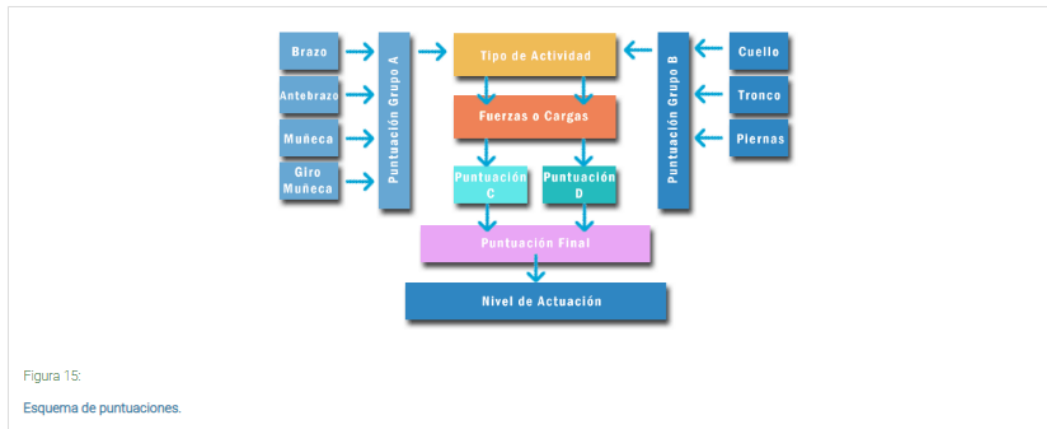 Brazo
Antebrazo
Muñeca
Giro
Muñeca
Puntuación Grupo A
Tipo de Actividad
Fuerzas o Cargas
Puntuación
C
Puntuación
D
Puntuación Final
Nivel de Actuación
Puntuación Grupo B
Cuello
Tronco
Piernas
Figura 15:
Esquema de puntuaciones.